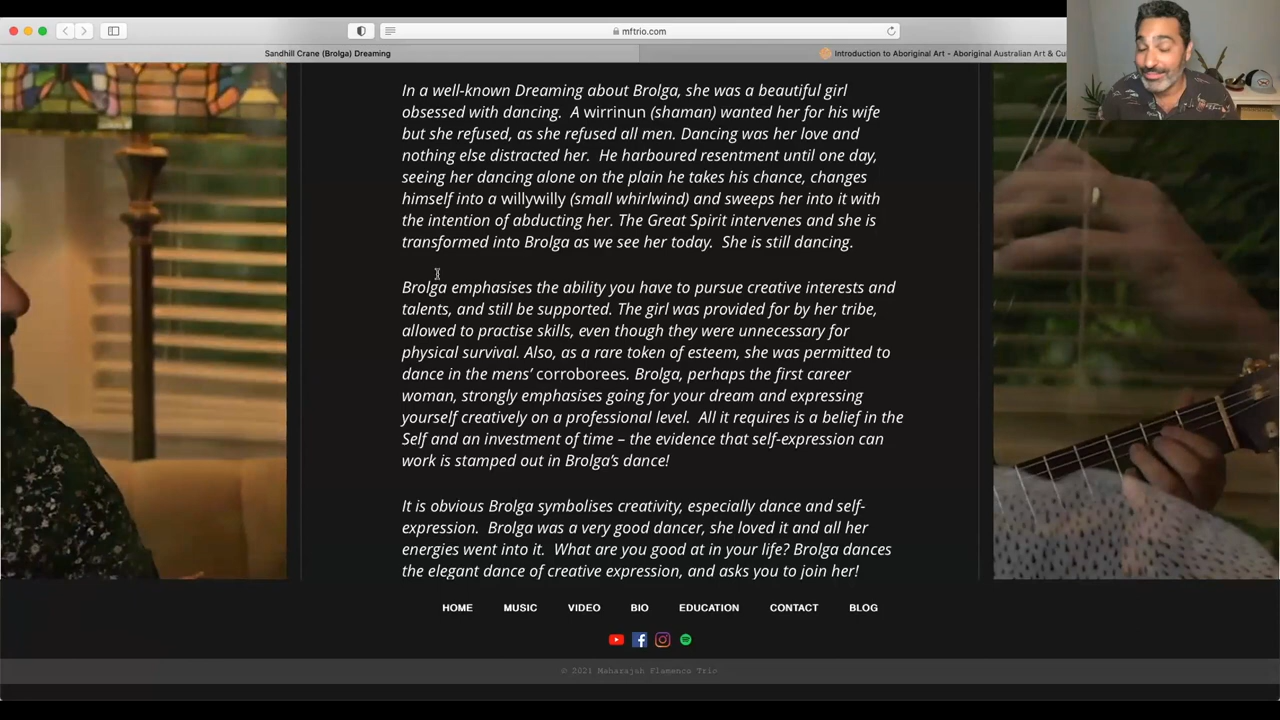 mftrio.com
Sandhill Crane (Brolga) Dreaming
Introduction to Aboriginal Art - Aboriginal Australian Art & Cu
In a well-known Dreaming about Brolga, she was a beautiful girl
obsessed with dancing.  A wirrinun (shaman) wanted her for his wife
but she refused, as she refused all men. Dancing was her love and
nothing else distracted her.  He harboured resentment until one day,
seeing her dancing alone on the plain he takes his chance, changes
himself into a willywilly (small whirlwind) and sweeps her into it with
the intention of abducting her. The Great Spirit intervenes and she is
transformed into Brolga as we see her today.  She is still dancing.
Brolga emphasises the ability you have to pursue creative interests and
talents, and still be supported. The girl was provided for by her tribe,
allowed to practise skills, even though they were unnecessary for
physical survival. Also, as a rare token of esteem, she was permitted to
dance in the mens’ corroborees. Brolga, perhaps the first career
woman, strongly emphasises going for your dream and expressing
yourself creatively on a professional level.  All it requires is a belief in the
Self and an investment of time – the evidence that self-expression can
work is stamped out in Brolga’s dance!
It is obvious Brolga symbolises creativity, especially dance and self-
expression.  Brolga was a very good dancer, she loved it and all her
energies went into it.  What are you good at in your life? Brolga dances
the elegant dance of creative expression, and asks you to join her!
HOME MUSIC VIDEO BIO EDUCATION CONTACT BLOG
© 2021 Maharajah Flamenco Trio